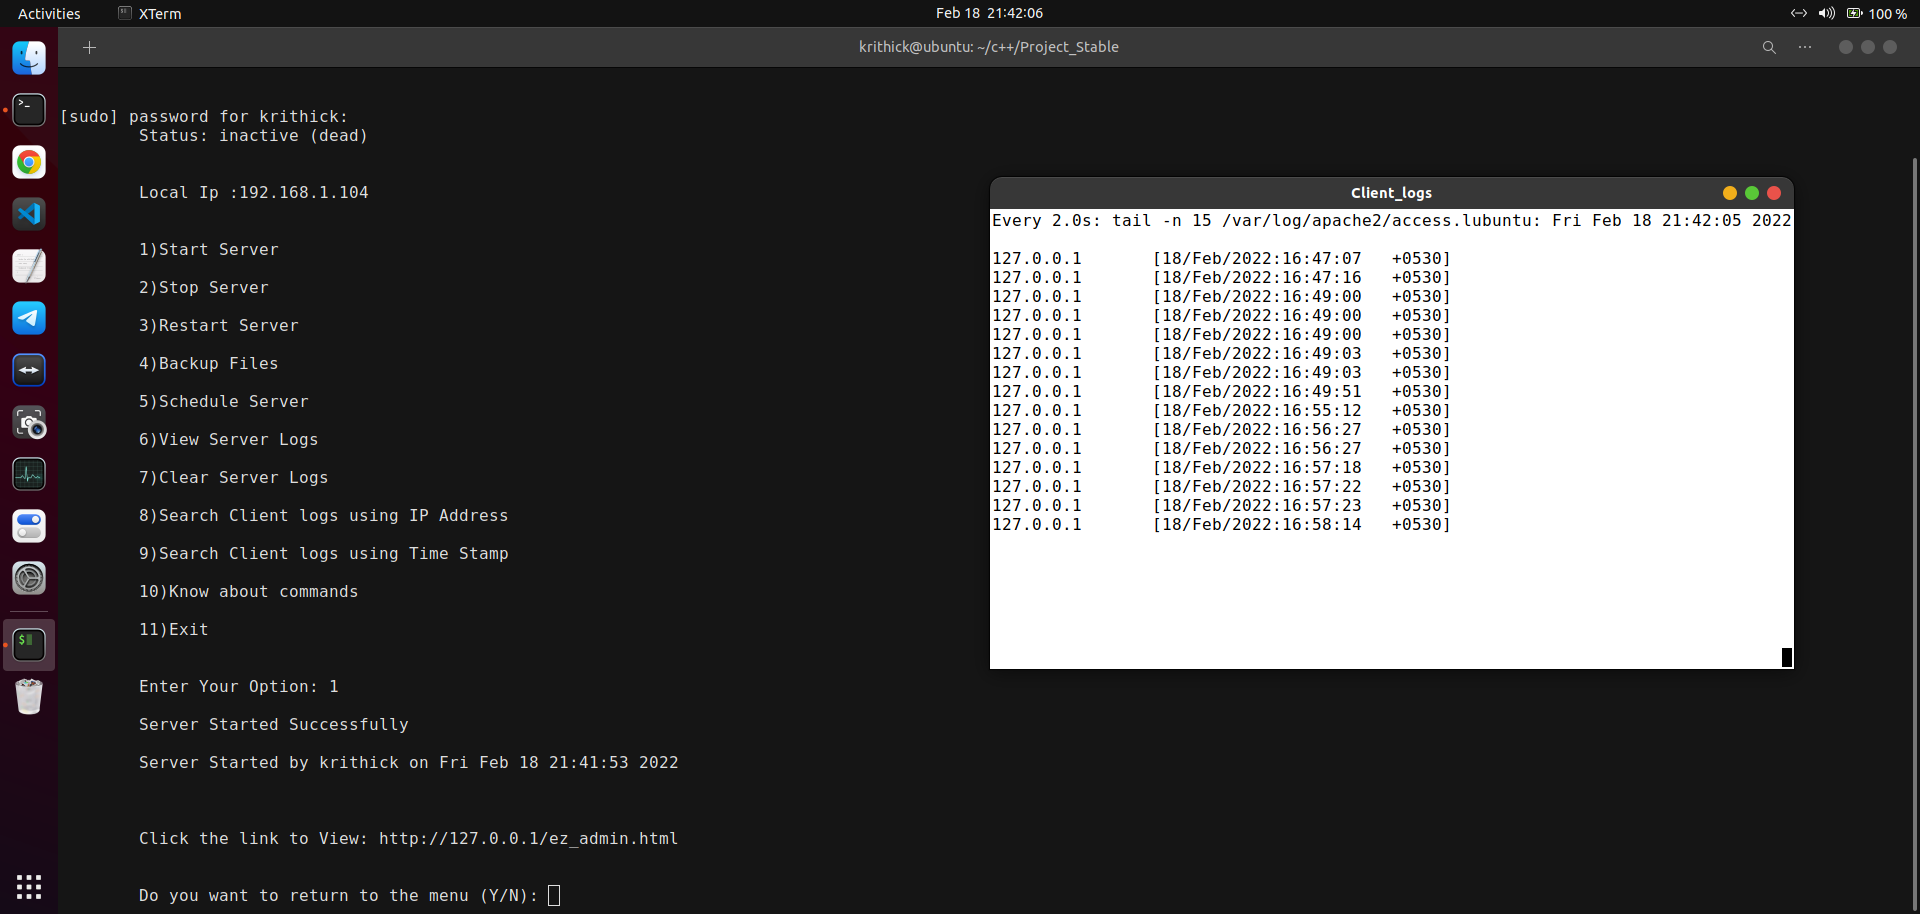 Activities XTerm Feb 18 21:42:06 100 %
krithick@ubuntu: ~/c++/Project_Stable
[sudo] password for krithick:
Status: inactive (dead)
Local Ip :192.168.1.104
1)Start Server
2)Stop Server
3)Restart Server
4)Backup Files
5)Schedule Server
6)View Server Logs
7)Clear Server Logs
8)Search Client logs using IP Address
9)Search Client logs using Time Stamp
10)Know about commands
11)Exit
Enter Your Option: 1
Server Started Successfully
Server Started by krithick on Fri Feb 18 21:41:53 2022
Click the link to View: http://127.0.0.1/ez_admin.html
Do you want to return to the menu (Y/N):
Client_logs
Every 2.0s: tail -n 15 /var/log/apache2/access.lubuntu: Fri Feb 18 21:42:05 2022
127.0.0.1 [18/Feb/2022:16:47:07 +0530]
127.0.0.1 [18/Feb/2022:16:47:16 +0530]
127.0.0.1 [18/Feb/2022:16:49:00 +0530]
127.0.0.1 [18/Feb/2022:16:49:00 +0530]
127.0.0.1 [18/Feb/2022:16:49:00 +0530]
127.0.0.1 [18/Feb/2022:16:49:03 +0530]
127.0.0.1 [18/Feb/2022:16:49:03 +0530]
127.0.0.1 [18/Feb/2022:16:49:51 +0530]
127.0.0.1 [18/Feb/2022:16:55:12 +0530]
127.0.0.1 [18/Feb/2022:16:56:27 +0530]
127.0.0.1 [18/Feb/2022:16:56:27 +0530]
127.0.0.1 [18/Feb/2022:16:57:18 +0530]
127.0.0.1 [18/Feb/2022:16:57:22 +0530]
127.0.0.1 [18/Feb/2022:16:57:23 +0530]
127.0.0.1 [18/Feb/2022:16:58:14 +0530]